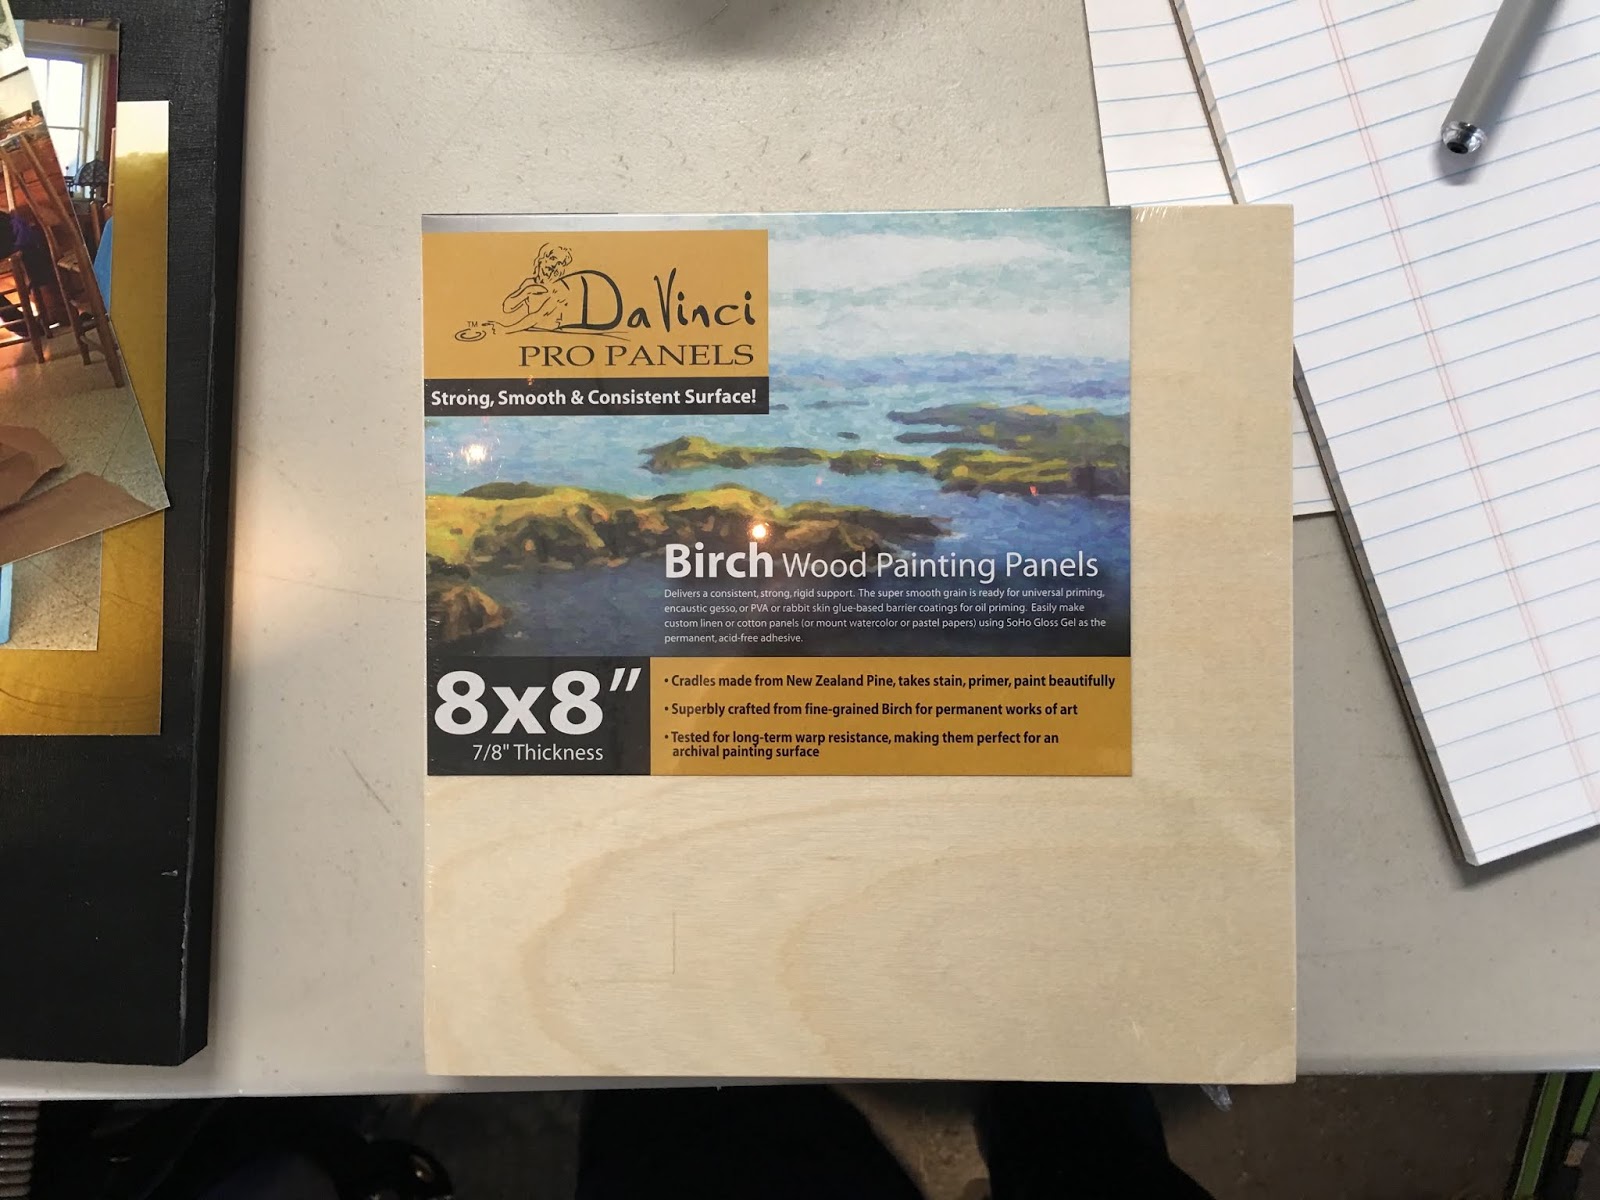 DaVinci
TM
PRO PANELS
Strong, Smooth & Consistent Surface!
Birch Wood Painting Panels
Delivers a consistent, strong, rigid support. The super smooth grain is ready for universal priming,
encaustic gesso, or PVA or rabbit skin glue-based barrier coatings for oil priming. Easily make
custom linen or cotton panels (or mount watercolor or pastel papers) using SoHo Gloss Gel as the
permanent, acid-free adhesive.
8x8"
7/8" Thickness
• Cradles made from New Zealand Pine, takes stain, primer, paint beautifully
• Superbly crafted from fine-grained Birch for permanent works of art
• Tested for long-term warp resistance, making them perfect for an
archival painting surface